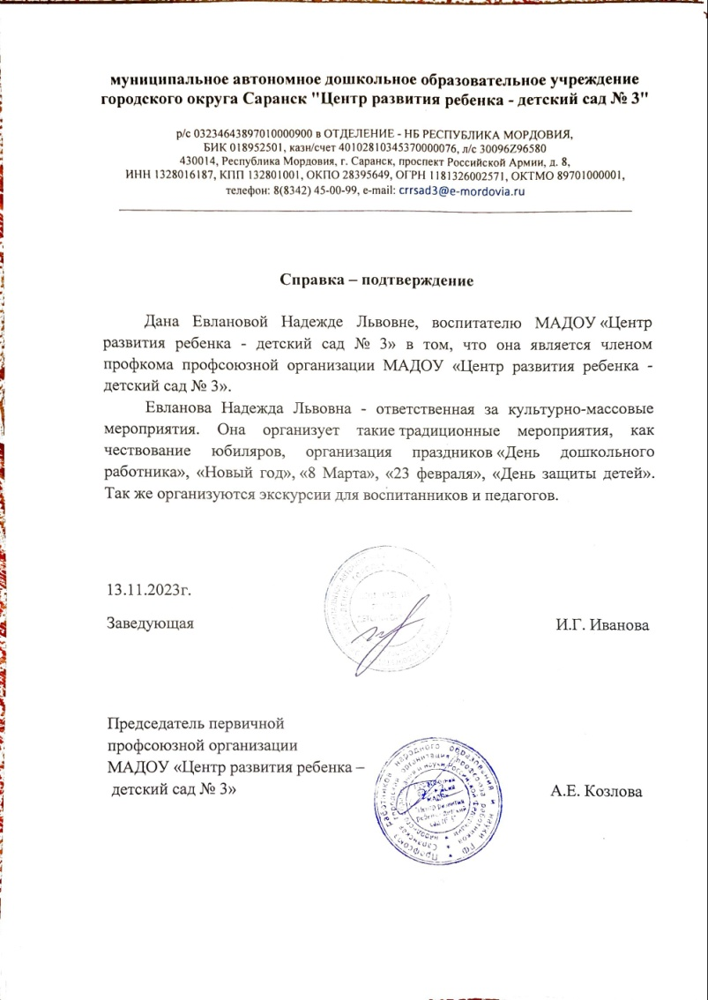 муниципальное автономное дошкольное образовательное учреждение
городского округа Саранск "Центр развития ребенка - детский сад № 3"
р/с 03234643897010000900 в ОТДЕЛЕНИЕ - НБ РЕСПУБЛИКА МОРДОВИЯ,
БИК 018952501, казн/счет 40102810345370000076, л/с 30096Z96580
430014, Республика Мордовия, г. Саранск, проспект Российской Армии, д. 8,
ИНН 1328016187, КПП 132801001, ОКПО 28395649, ОГРН 1181326002571, ОКТМО 89701000001,
телефон: 8(8342) 45-00-99, e-mail: crrsad3@e-mordovia.ru
Справка – подтверждение
Дана Евлановой Надежде Львовне, воспитателю МАДОУ «Центр
развития ребенка - детский сад № 3» в том, что она является членом
профкома профсоюзной организации МАДОУ «Центр развития ребенка -
детский сад № 3».
Евланова Надежда Львовна - ответственная за культурно-массовые
мероприятия. Она организует такие традиционные мероприятия, как
чествование юбиляров, организация праздников «День дошкольного
работника», «Новый год», «8 Марта», «23 февраля», «День защиты детей».
Так же организуются экскурсии для воспитанников и педагогов.
13.11.2023г.
Заведующая
И.Г. Иванова
Председатель первичной
профсоюзной организации
МАДОУ «Центр развития ребенка –
детский сад № 3»
А.Е. Козлова
Профсоюз работников народного образования и науки РФ